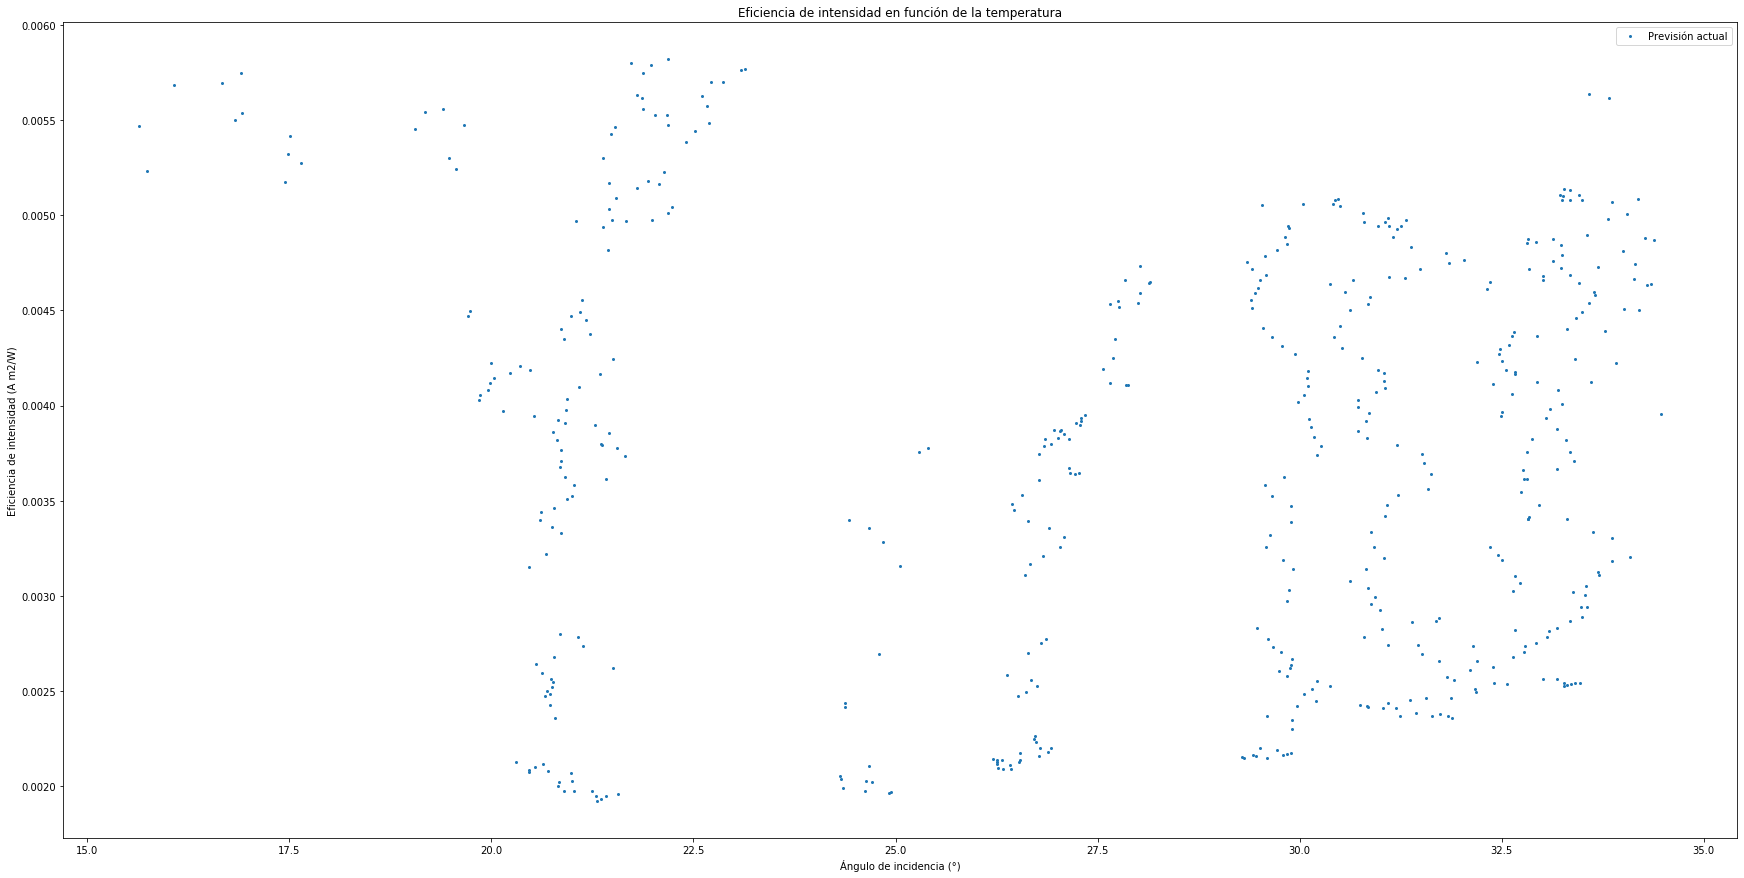 Eficiencia de intensidad en función de la temperatura
Previsión actual
Eficiencia de intensidad (A m2/W)
0.0060
0.0055
0.0050
0.0045
0.0040
0.0035
0.0030
0.0025
0.0020
15.0 17.5 20.0 22.5 25.0 27.5 30.0 32.5 35.0
Ángulo de incidencia (°)